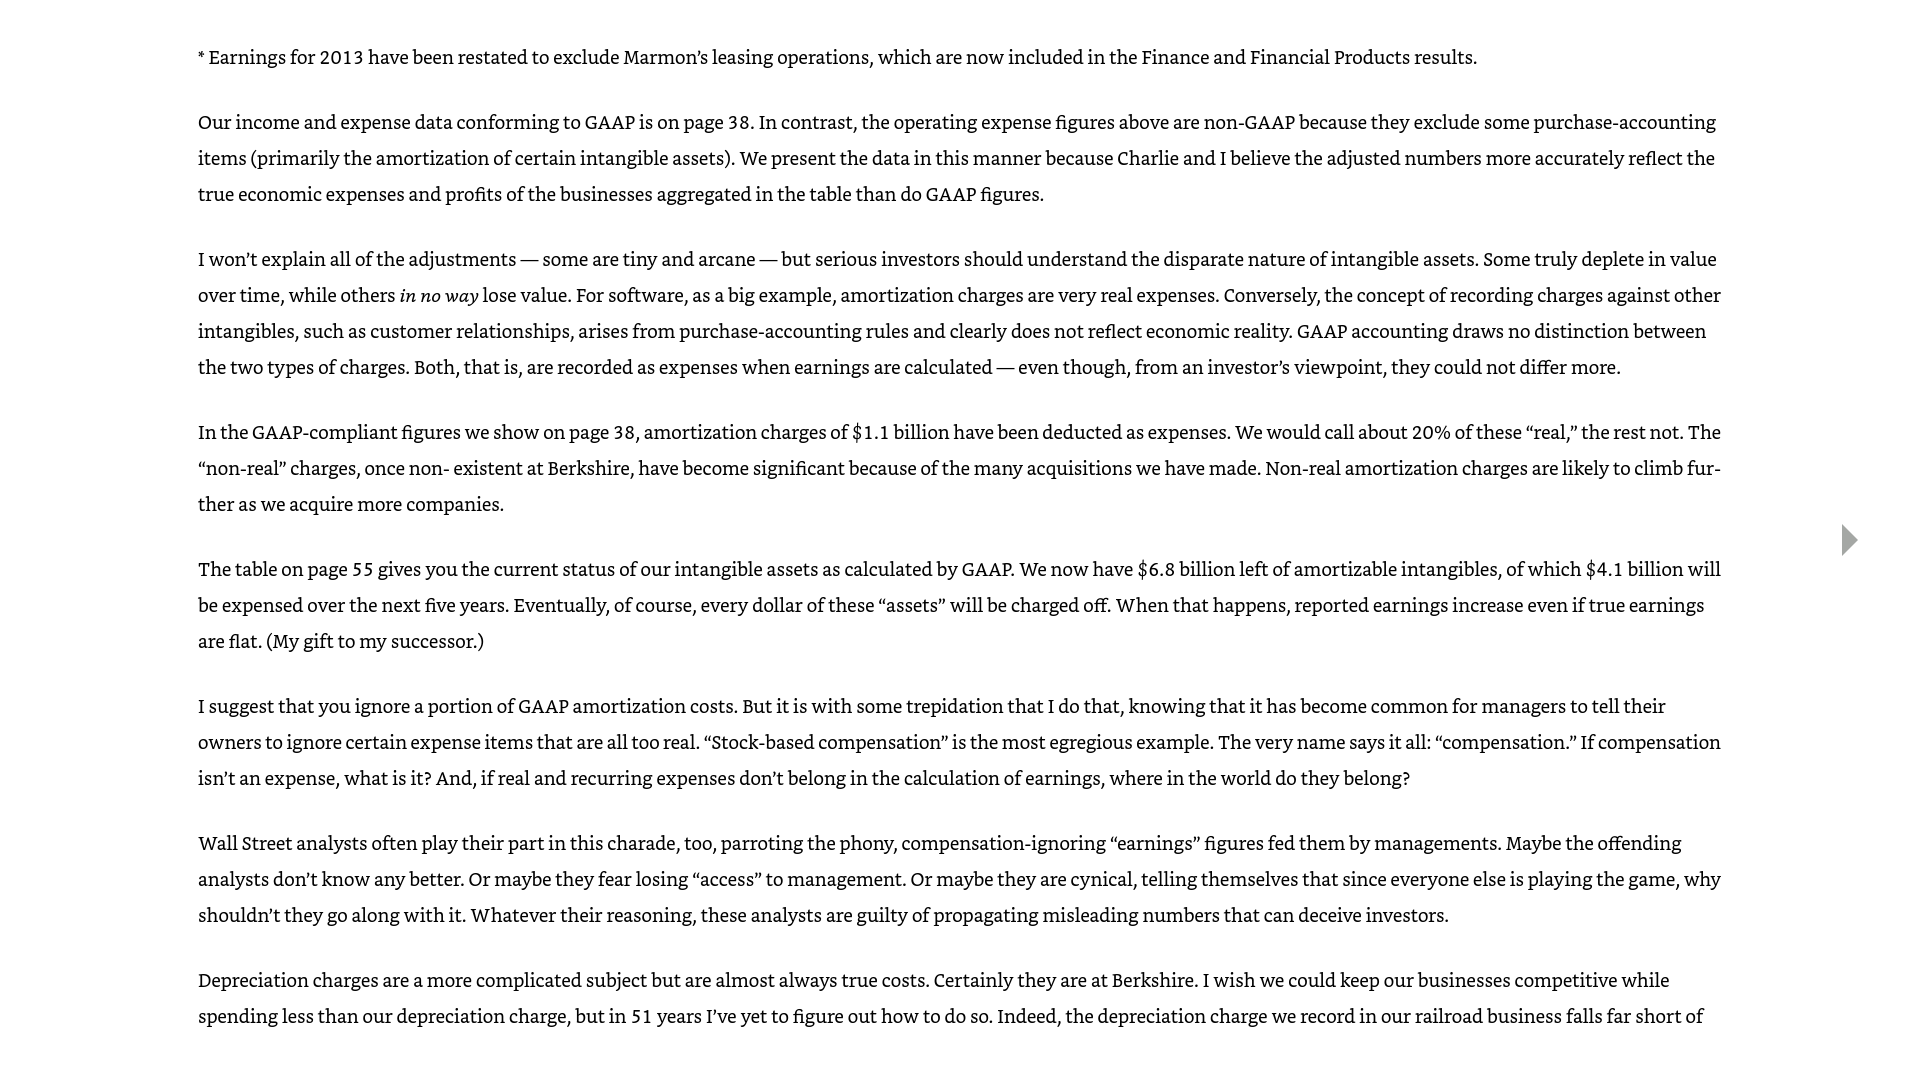 * Earnings for 2013 have been restated to exclude Marmon’s leasing operations, which are now included in the Finance and Financial Products results.
Our income and expense data conforming to GAAP is on page 38. In contrast, the operating expense figures above are non-GAAP because they exclude some purchase-accounting
items (primarily the amortization of certain intangible assets). We present the data in this manner because Charlie and I believe the adjusted numbers more accurately reflect the
true economic expenses and profits of the businesses aggregated in the table than do GAAP figures.
I won’t explain all of the adjustments — some are tiny and arcane — but serious investors should understand the disparate nature of intangible assets. Some truly deplete in value
over time, while others in no way lose value. For software, as a big example, amortization charges are very real expenses. Conversely, the concept of recording charges against other
intangibles, such as customer relationships, arises from purchase-accounting rules and clearly does not reflect economic reality. GAAP accounting draws no distinction between
the two types of charges. Both, that is, are recorded as expenses when earnings are calculated — even though, from an investor’s viewpoint, they could not differ more.
In the GAAP-compliant figures we show on page 38, amortization charges of $1.1 billion have been deducted as expenses. We would call about 20% of these “real,” the rest not. The
“non-real” charges, once non- existent at Berkshire, have become significant because of the many acquisitions we have made. Non-real amortization charges are likely to climb fur-
ther as we acquire more companies.
The table on page 55 gives you the current status of our intangible assets as calculated by GAAP. We now have $6.8 billion left of amortizable intangibles, of which $4.1 billion will
be expensed over the next five years. Eventually, of course, every dollar of these “assets” will be charged off. When that happens, reported earnings increase even if true earnings
are flat. (My gift to my successor.)
I suggest that you ignore a portion of GAAP amortization costs. But it is with some trepidation that I do that, knowing that it has become common for managers to tell their
owners to ignore certain expense items that are all too real. “Stock-based compensation” is the most egregious example. The very name says it all: “compensation.” If compensation
isn’t an expense, what is it? And, if real and recurring expenses don’t belong in the calculation of earnings, where in the world do they belong?
Wall Street analysts often play their part in this charade, too, parroting the phony, compensation-ignoring “earnings” figures fed them by managements. Maybe the offending
analysts don’t know any better. Or maybe they fear losing “access” to management. Or maybe they are cynical, telling themselves that since everyone else is playing the game, why
shouldn’t they go along with it. Whatever their reasoning, these analysts are guilty of propagating misleading numbers that can deceive investors.
Depreciation charges are a more complicated subject but are almost always true costs. Certainly they are at Berkshire. I wish we could keep our businesses competitive while
spending less than our depreciation charge, but in 51 years I’ve yet to figure out how to do so. Indeed, the depreciation charge we record in our railroad business falls far short of